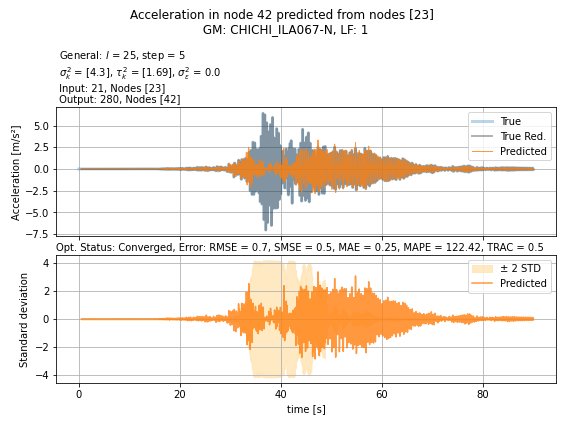 Acceleration in node 42 predicted from nodes [23]
GM: CHICHI_ILA067-N, LF: 1
General: l = 25, step = 5
σ²ₖ = [4.3], τ²ₖ = [1.69], σ²ε = 0.0
Input: 21, Nodes [23]
Output: 280, Nodes [42]
Acceleration [m/s²]
5.0
2.5
0.0
−2.5
−5.0
−7.5
True
True Red.
Predicted
Opt. Status: Converged, Error: RMSE = 0.7, SMSE = 0.5, MAE = 0.25, MAPE = 122.42, TRAC = 0.5
Standard deviation
4
2
0
−2
−4
± 2 STD
Predicted
0 20 40 60 80
time [s]